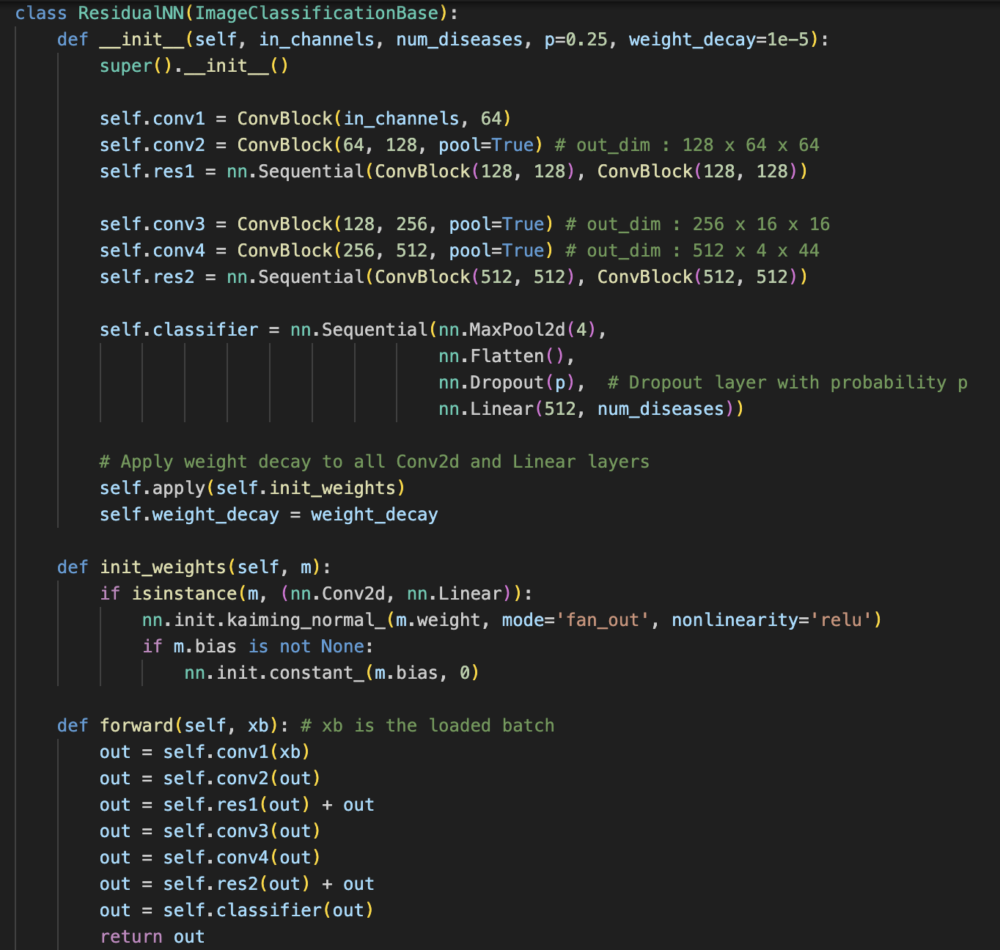 class ResidualNN(ImageClassificationBase):
    def __init__(self, in_channels, num_diseases, p=0.25, weight_decay=1e-5):
        super().__init__()

        self.conv1 = ConvBlock(in_channels, 64)
        self.conv2 = ConvBlock(64, 128, pool=True) # out_dim : 128 x 64 x 64
        self.res1 = nn.Sequential(ConvBlock(128, 128), ConvBlock(128, 128))

        self.conv3 = ConvBlock(128, 256, pool=True) # out_dim : 256 x 16 x 16
        self.conv4 = ConvBlock(256, 512, pool=True) # out_dim : 512 x 4 x 44
        self.res2 = nn.Sequential(ConvBlock(512, 512), ConvBlock(512, 512))

        self.classifier = nn.Sequential(nn.MaxPool2d(4),
                                        nn.Flatten(),
                                        nn.Dropout(p),  # Dropout layer with probability p
                                        nn.Linear(512, num_diseases))

        # Apply weight decay to all Conv2d and Linear layers
        self.apply(self.init_weights)
        self.weight_decay = weight_decay

    def init_weights(self, m):
        if isinstance(m, (nn.Conv2d, nn.Linear)):
            nn.init.kaiming_normal_(m.weight, mode='fan_out', nonlinearity='relu')
            if m.bias is not None:
                nn.init.constant_(m.bias, 0)

    def forward(self, xb): # xb is the loaded batch
        out = self.conv1(xb)
        out = self.conv2(out)
        out = self.res1(out) + out
        out = self.conv3(out)
        out = self.conv4(out)
        out = self.res2(out) + out
        out = self.classifier(out)
        return out